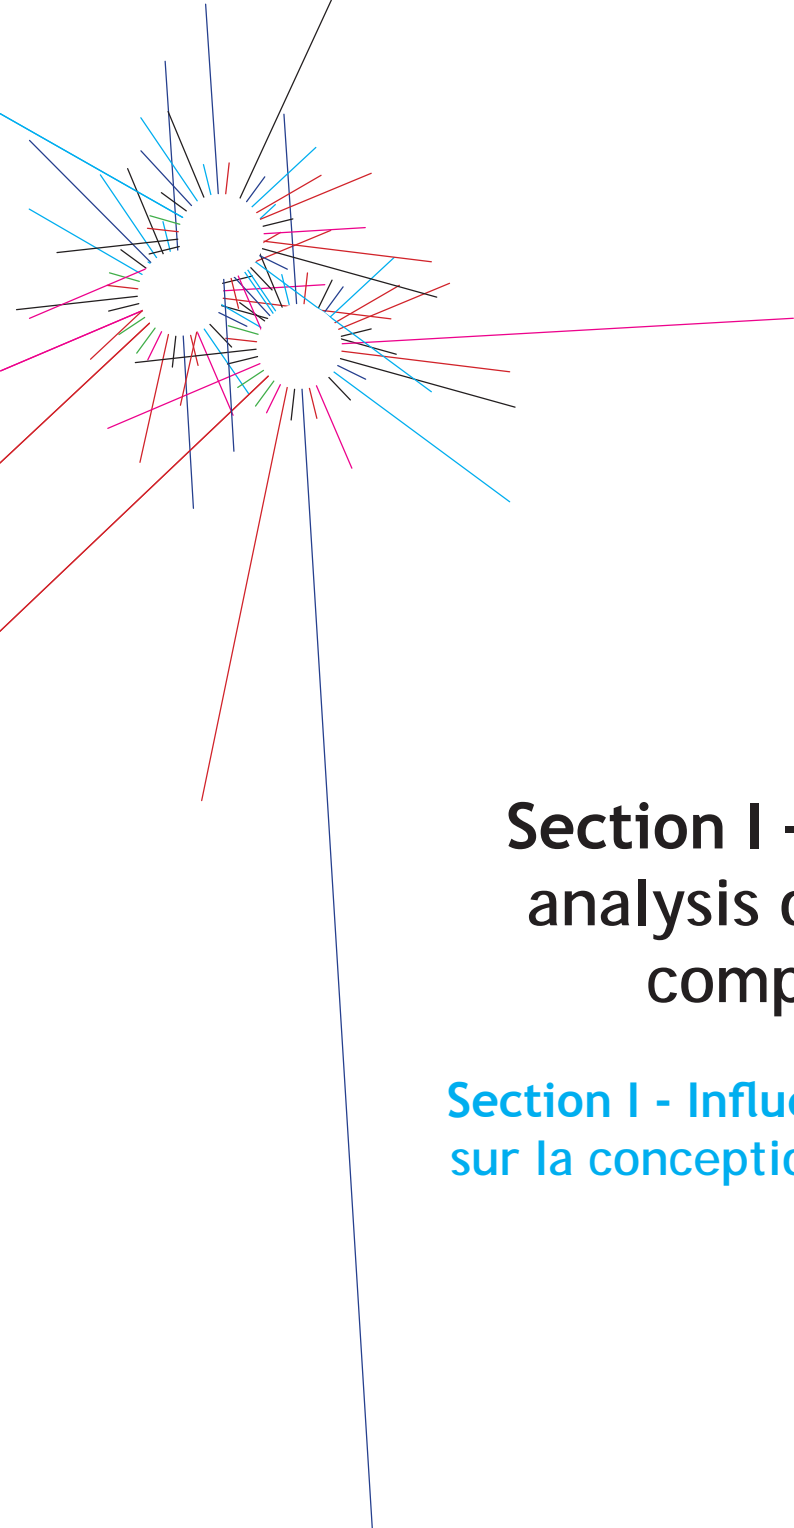 Section I -
analysis
comp
Section I - Influe
sur la conceptio